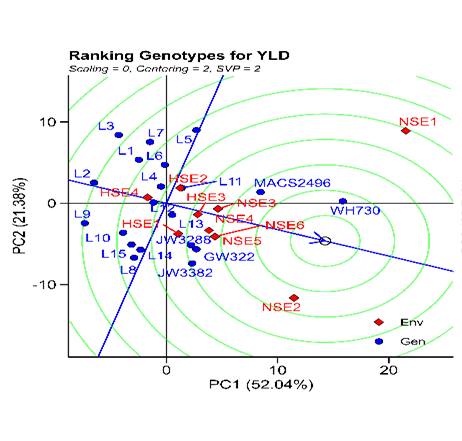 Ranking Genotypes for YLD
Scaling = 0, Centering = 2, SVP = 2
NSE1
L3
L7
L5
L1
L6
HSE2
L4
L11
MACS2496
L2
HSE4
HSE3
NSE3
WH730
L9
L13
NSE4
NSE6
L10
JW3288
NSE5
L15
L14
GW322
L8
JW3382
NSE2
10
0
-10
0
10
20
PC2 (21.38%)
PC1 (52.04%)
Env
Gen